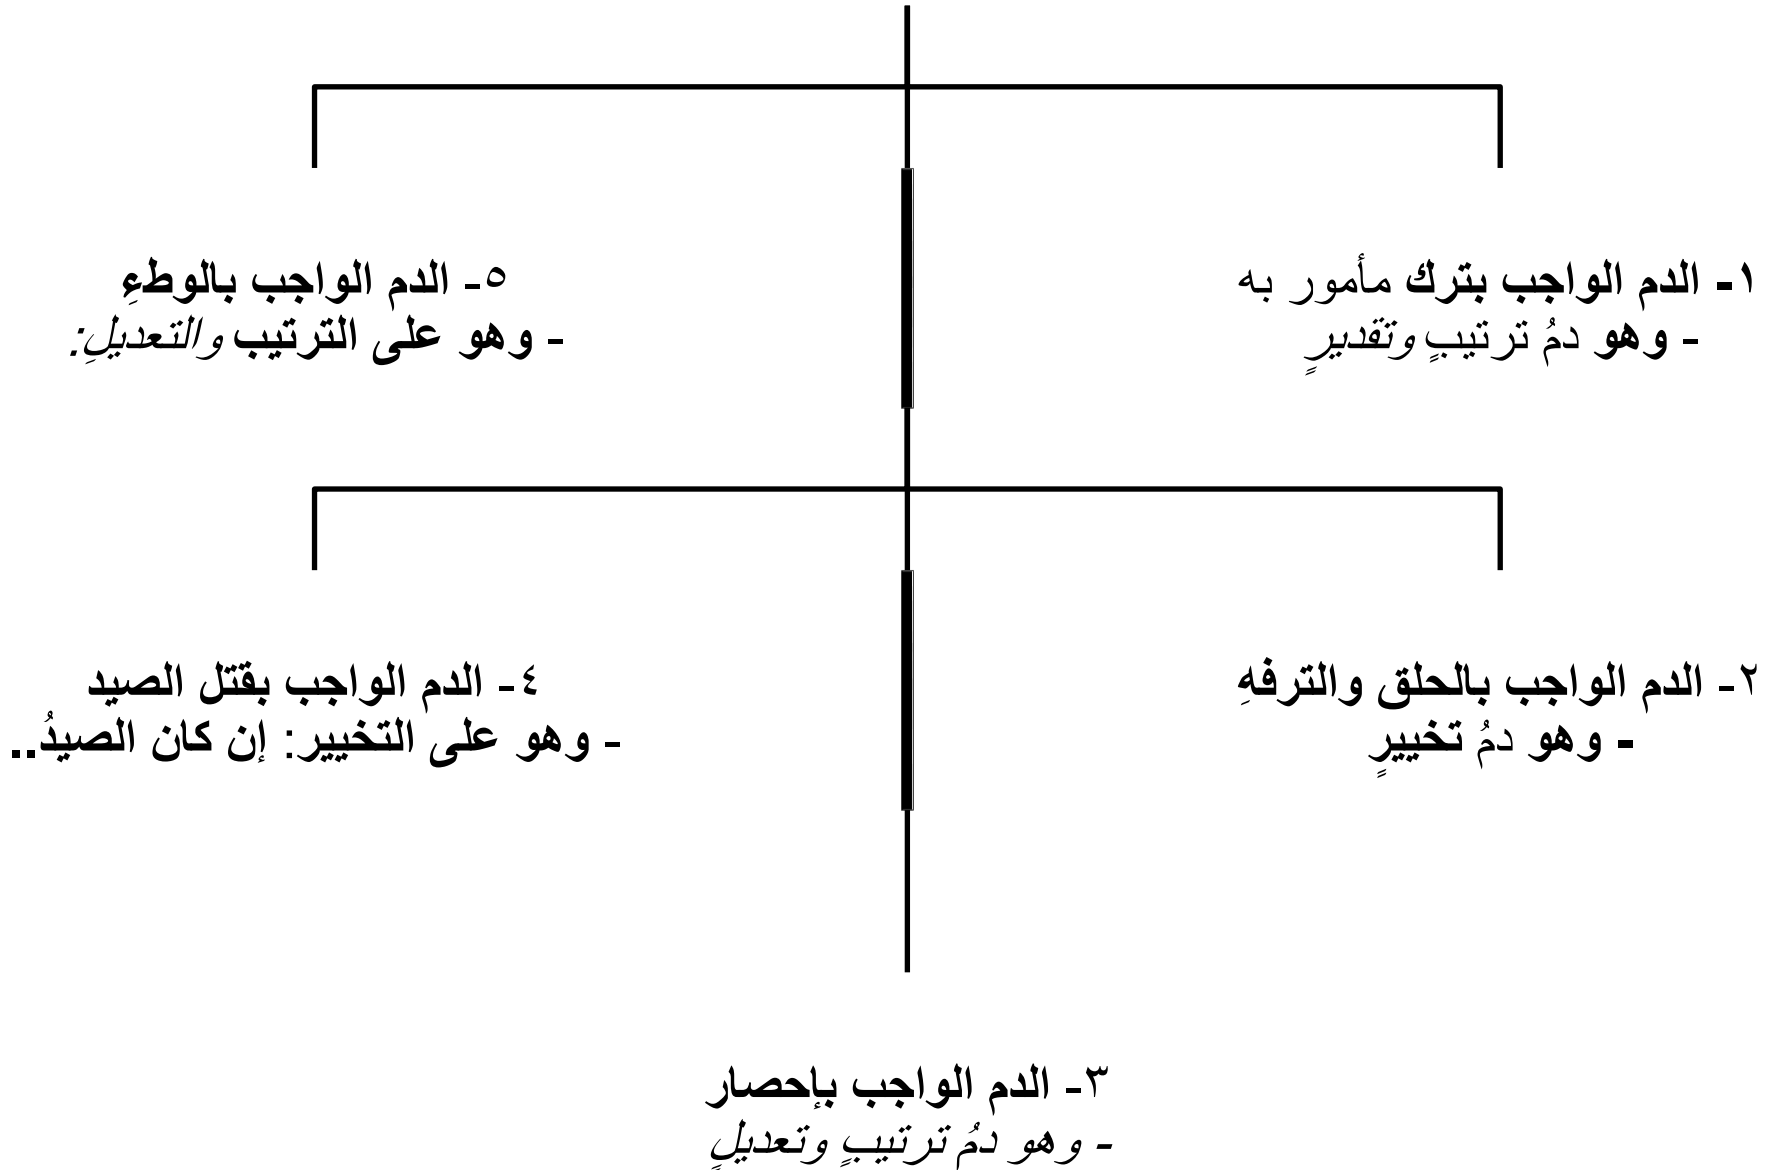 ١- الدم الواجب بترك مأمور به
- وهو دمُ ترتيبٍ وتقديرٍ
٢- الدم الواجب بالحلق والترفهِ
- وهو دمُ تخييرٍ
٣- الدم الواجب بإحصار
- وهو دمُ ترتيبٍ وتعديلٍ
٤- الدم الواجب بقتل الصيد
- وهو على التخيير: إن كان الصيدُ..
٥- الدم الواجب بالوطءِ
- وهو على الترتيب والتعديلِ: